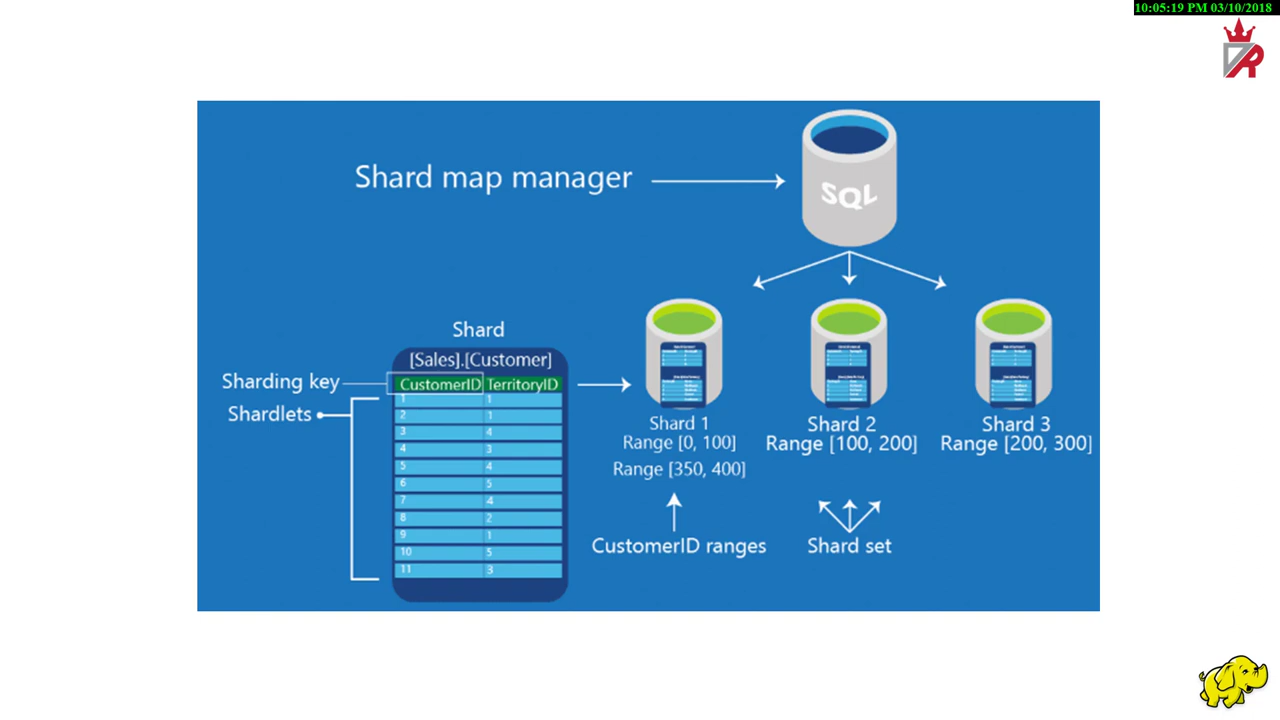 10:05:19 PM 03/10/2018
Shard map manager
SQL
Shard
[Sales].[Customer]
Sharding key
CustomerID TerritoryID
Shardlets
1 1
2 1
3 4
4 3
5 4
6 5
7 4
8 2
9 1
10 5
11 3
Shard 1
Range [0, 100]
Range [350, 400]
Shard 2
Range [100, 200]
Shard 3
Range [200, 300]
CustomerID ranges
Shard set